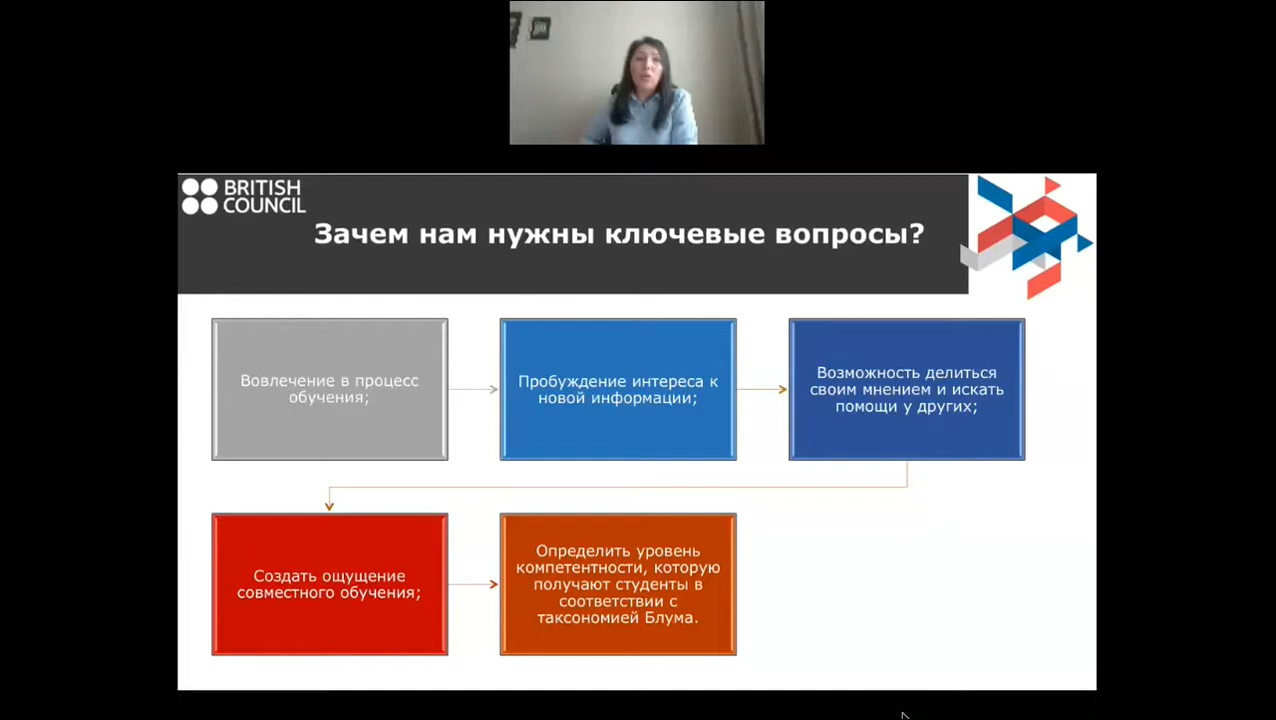 BRITISH
COUNCIL
Зачем нам нужны ключевые вопросы?
Вовлечение в процесс
обучения;
Пробуждение интереса к
новой информации;
Возможность делиться
своим мнением и искать
помощи у других;
Создать ощущение
совместного обучения;
Определить уровень
компетентности, которую
получают студенты в
соответствии с
таксономией Блума.